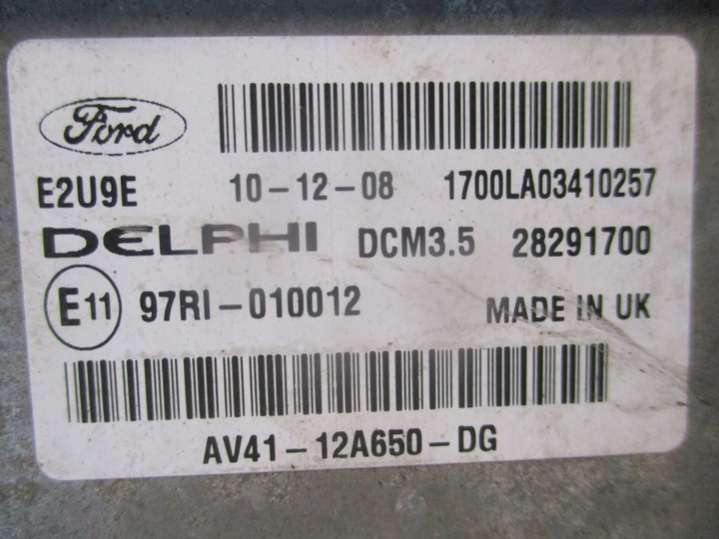 Ford
E2U9E 10-12-08 1700LA03410257
DELPHI DCM3.5 28291700
E11 97RI-010012 MADE IN UK
AV41-12A650-DG